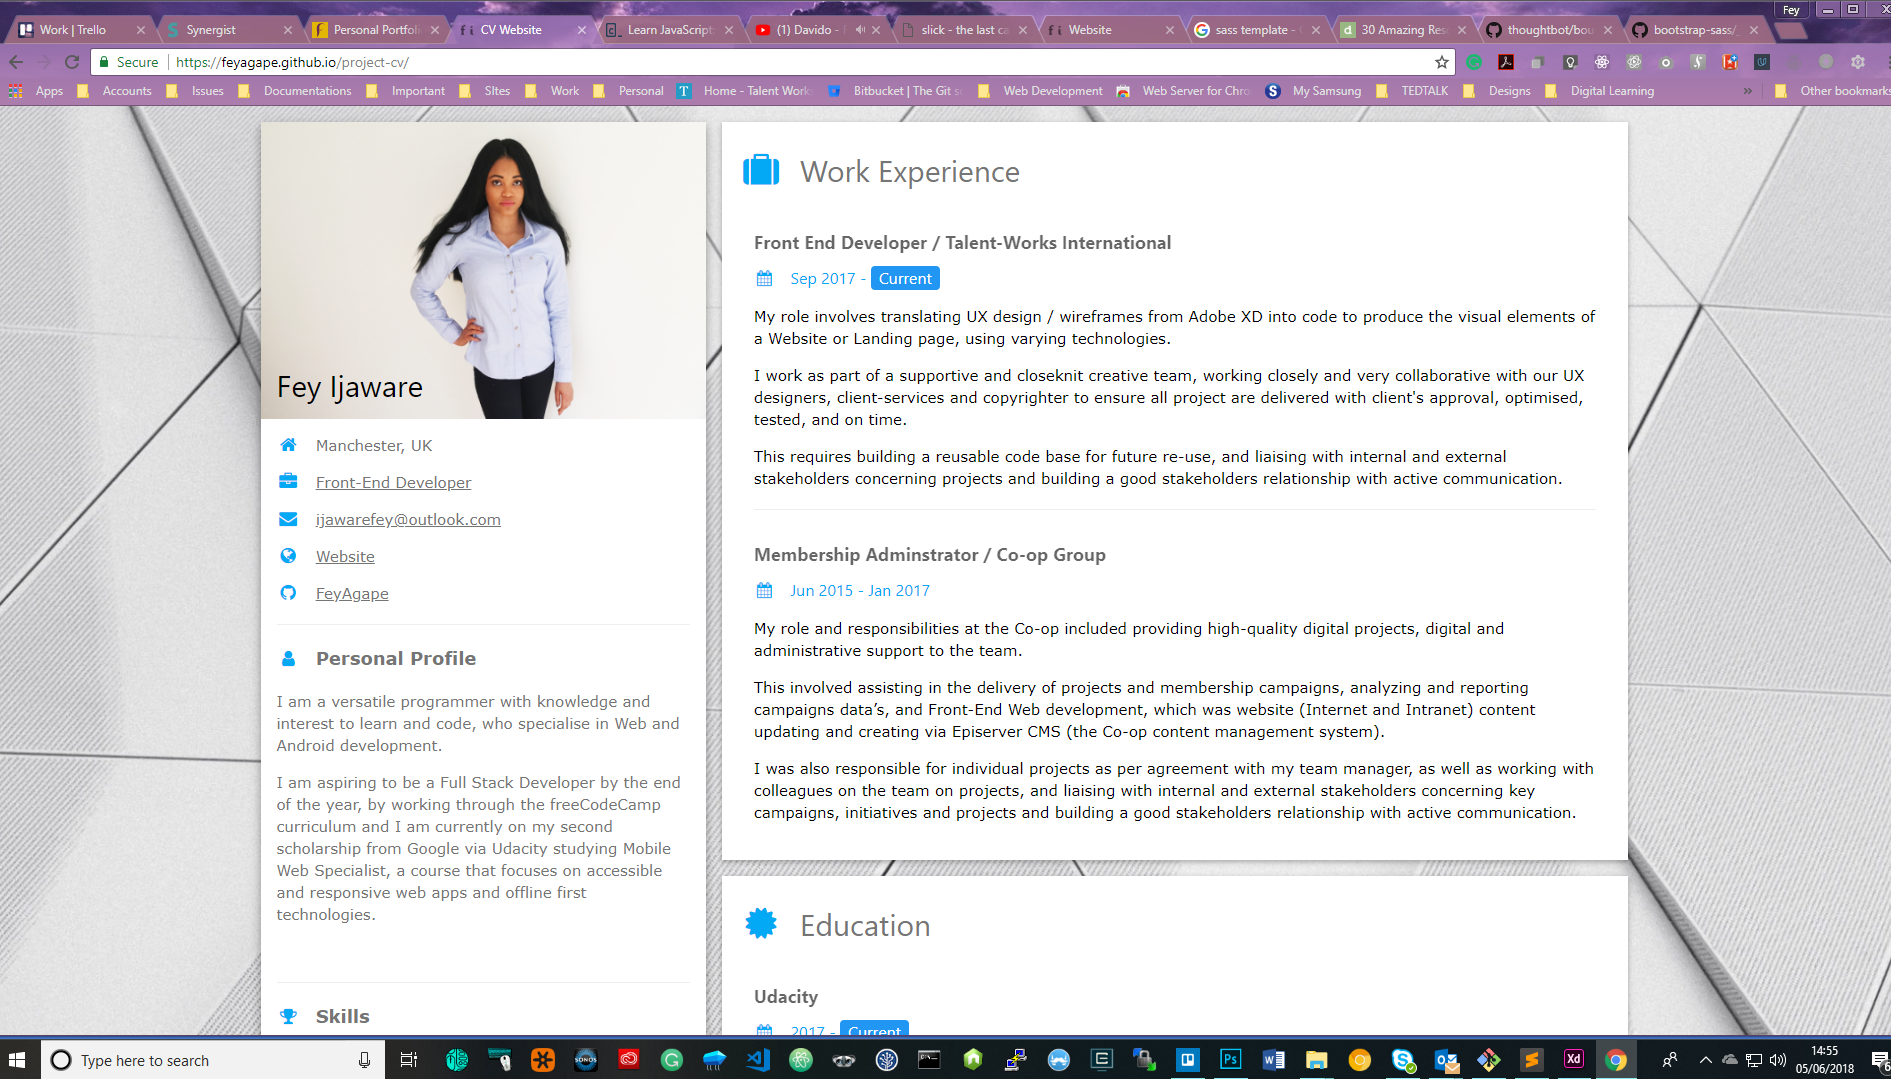 Fey
Work | Trello
Synergist
Personal Portfoli
CV Website
Learn JavaScript
(1) Davido -
slick - the last ca
Website
sass template -
30 Amazing Res
thoughtbot/bou
bootstrap-sass/
Secure
https://feyagape.github.io/project-cv/
Apps
Accounts
Issues
Documentations
Important
SItes
Work
Personal
Home - Talent Work
Bitbucket | The Git s
Web Development
Web Server for Chro
My Samsung
TEDTALK
Designs
Digital Learning
»
Other bookmarks
Fey Ijaware
Manchester, UK
Front-End Developer
ijawarefey@outlook.com
Website
FeyAgape
Personal Profile
I am a versatile programmer with knowledge and
interest to learn and code, who specialise in Web and
Android development.
I am aspiring to be a Full Stack Developer by the end
of the year, by working through the freeCodeCamp
curriculum and I am currently on my second
scholarship from Google via Udacity studying Mobile
Web Specialist, a course that focuses on accessible
and responsive web apps and offline first
technologies.
Skills
Work Experience
Front End Developer / Talent-Works International
Sep 2017 - Current
My role involves translating UX design / wireframes from Adobe XD into code to produce the visual elements of
a Website or Landing page, using varying technologies.
I work as part of a supportive and closeknit creative team, working closely and very collaborative with our UX
designers, client-services and copyrighter to ensure all project are delivered with client's approval, optimised,
tested, and on time.
This requires building a reusable code base for future re-use, and liaising with internal and external
stakeholders concerning projects and building a good stakeholders relationship with active communication.
Membership Adminstrator / Co-op Group
Jun 2015 - Jan 2017
My role and responsibilities at the Co-op included providing high-quality digital projects, digital and
administrative support to the team.
This involved assisting in the delivery of projects and membership campaigns, analyzing and reporting
campaigns data’s, and Front-End Web development, which was website (Internet and Intranet) content
updating and creating via Episerver CMS (the Co-op content management system).
I was also responsible for individual projects as per agreement with my team manager, as well as working with
colleagues on the team on projects, and liaising with internal and external stakeholders concerning key
campaigns, initiatives and projects and building a good stakeholders relationship with active communication.
Education
Udacity
2017 - Current
Type here to search
SONOS
Ps
Xd
14:55
05/06/2018
6